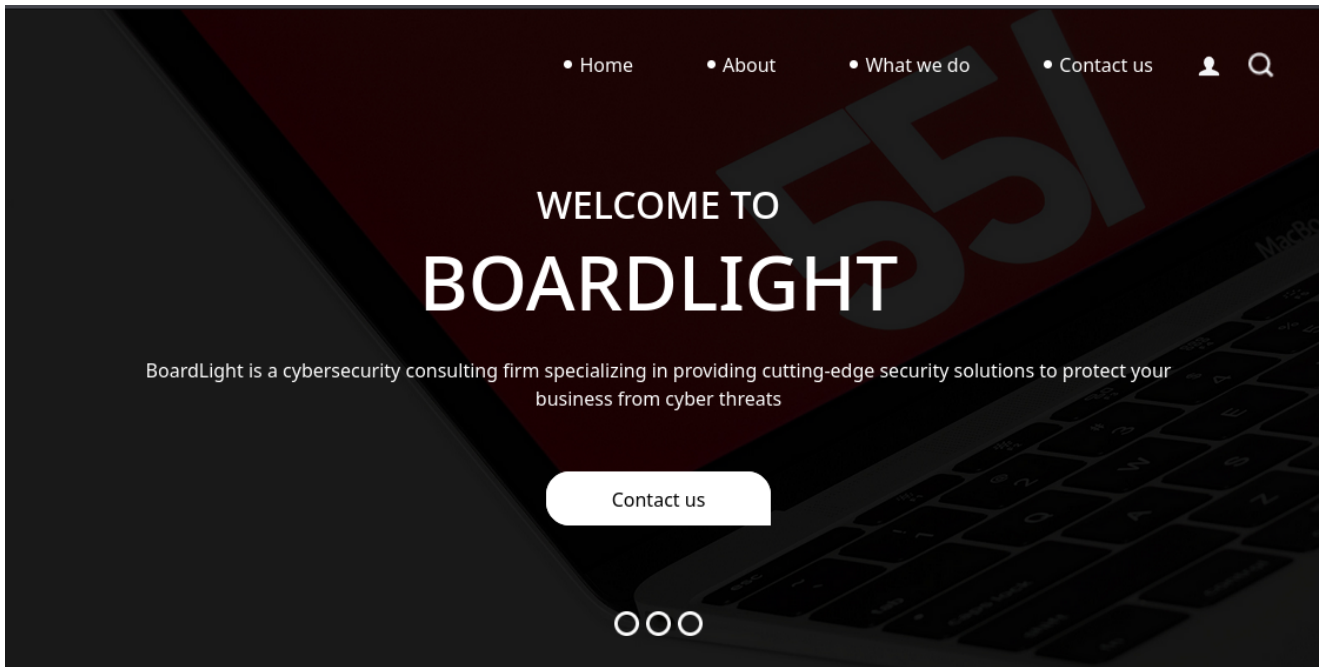 Home About What we do Contact us
55/
WELCOME TO
BOARDLIGHT
BoardLight is a cybersecurity consulting firm specializing in providing cutting-edge security solutions to protect your
business from cyber threats
Contact us